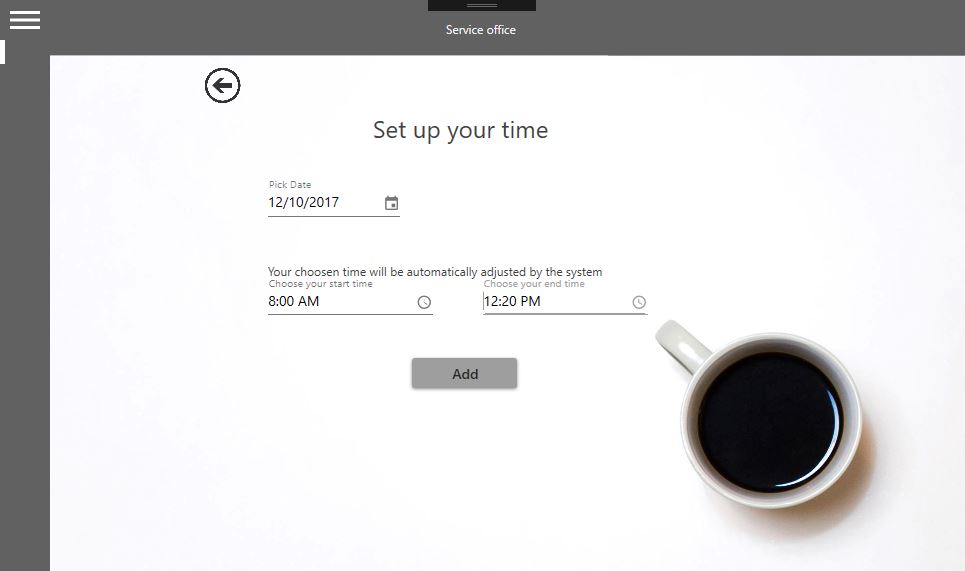 Service office
Set up your time
Pick Date
12/10/2017
Your choosen time will be automatically adjusted by the system
Choose your start time
Choose your end time
8:00 AM
12:20 PM
Add